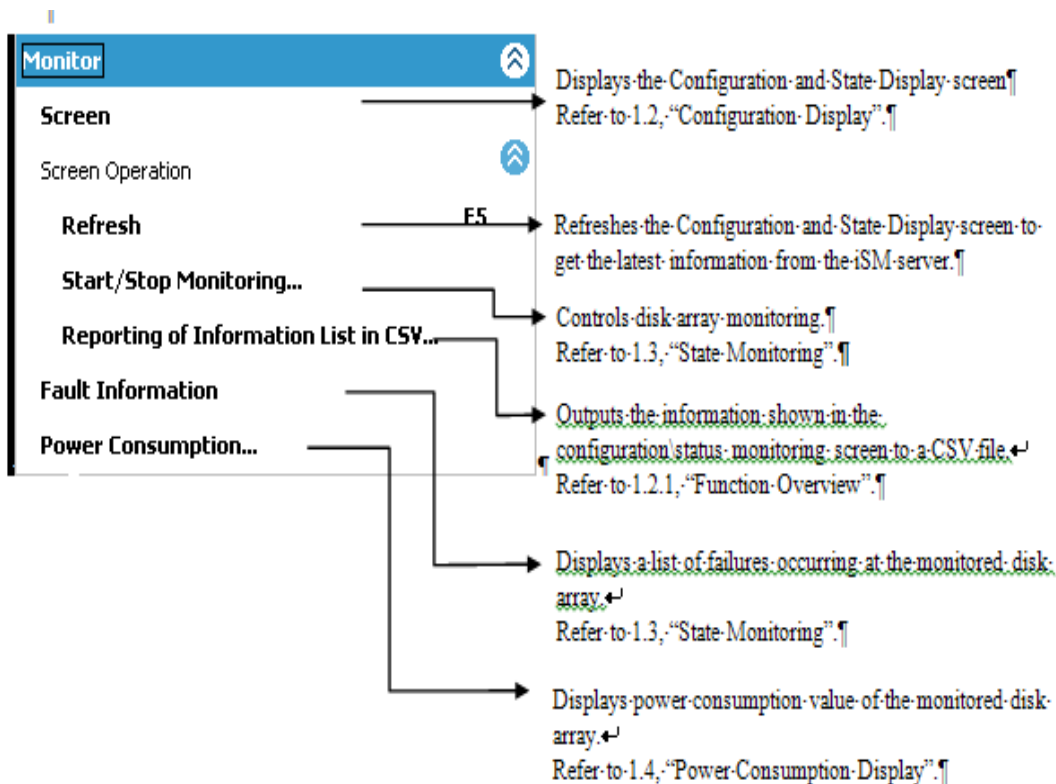 Monitor
Screen
Screen Operation
Refresh F5
Start/Stop Monitoring...
Reporting of Information List in CSV...
Fault Information
Power Consumption...
Displays the Configuration and State Display screen¶
Refer to 1.2, “Configuration Display”.¶
Refreshes the Configuration and State Display screen to
get the latest information from the iSM server.¶
Controls disk array monitoring.¶
Refer to 1.3, “State Monitoring”.¶
Outputs the information shown in the
configuration\status monitoring screen to a CSV file.↵
Refer to 1.2.1, “Function Overview”.¶
Displays a list of failures occurring at the monitored disk
array.↵
Refer to 1.3, “State Monitoring”.¶
Displays power consumption value of the monitored disk
array.↵
Refer to 1.4, “Power Consumption Display”.¶